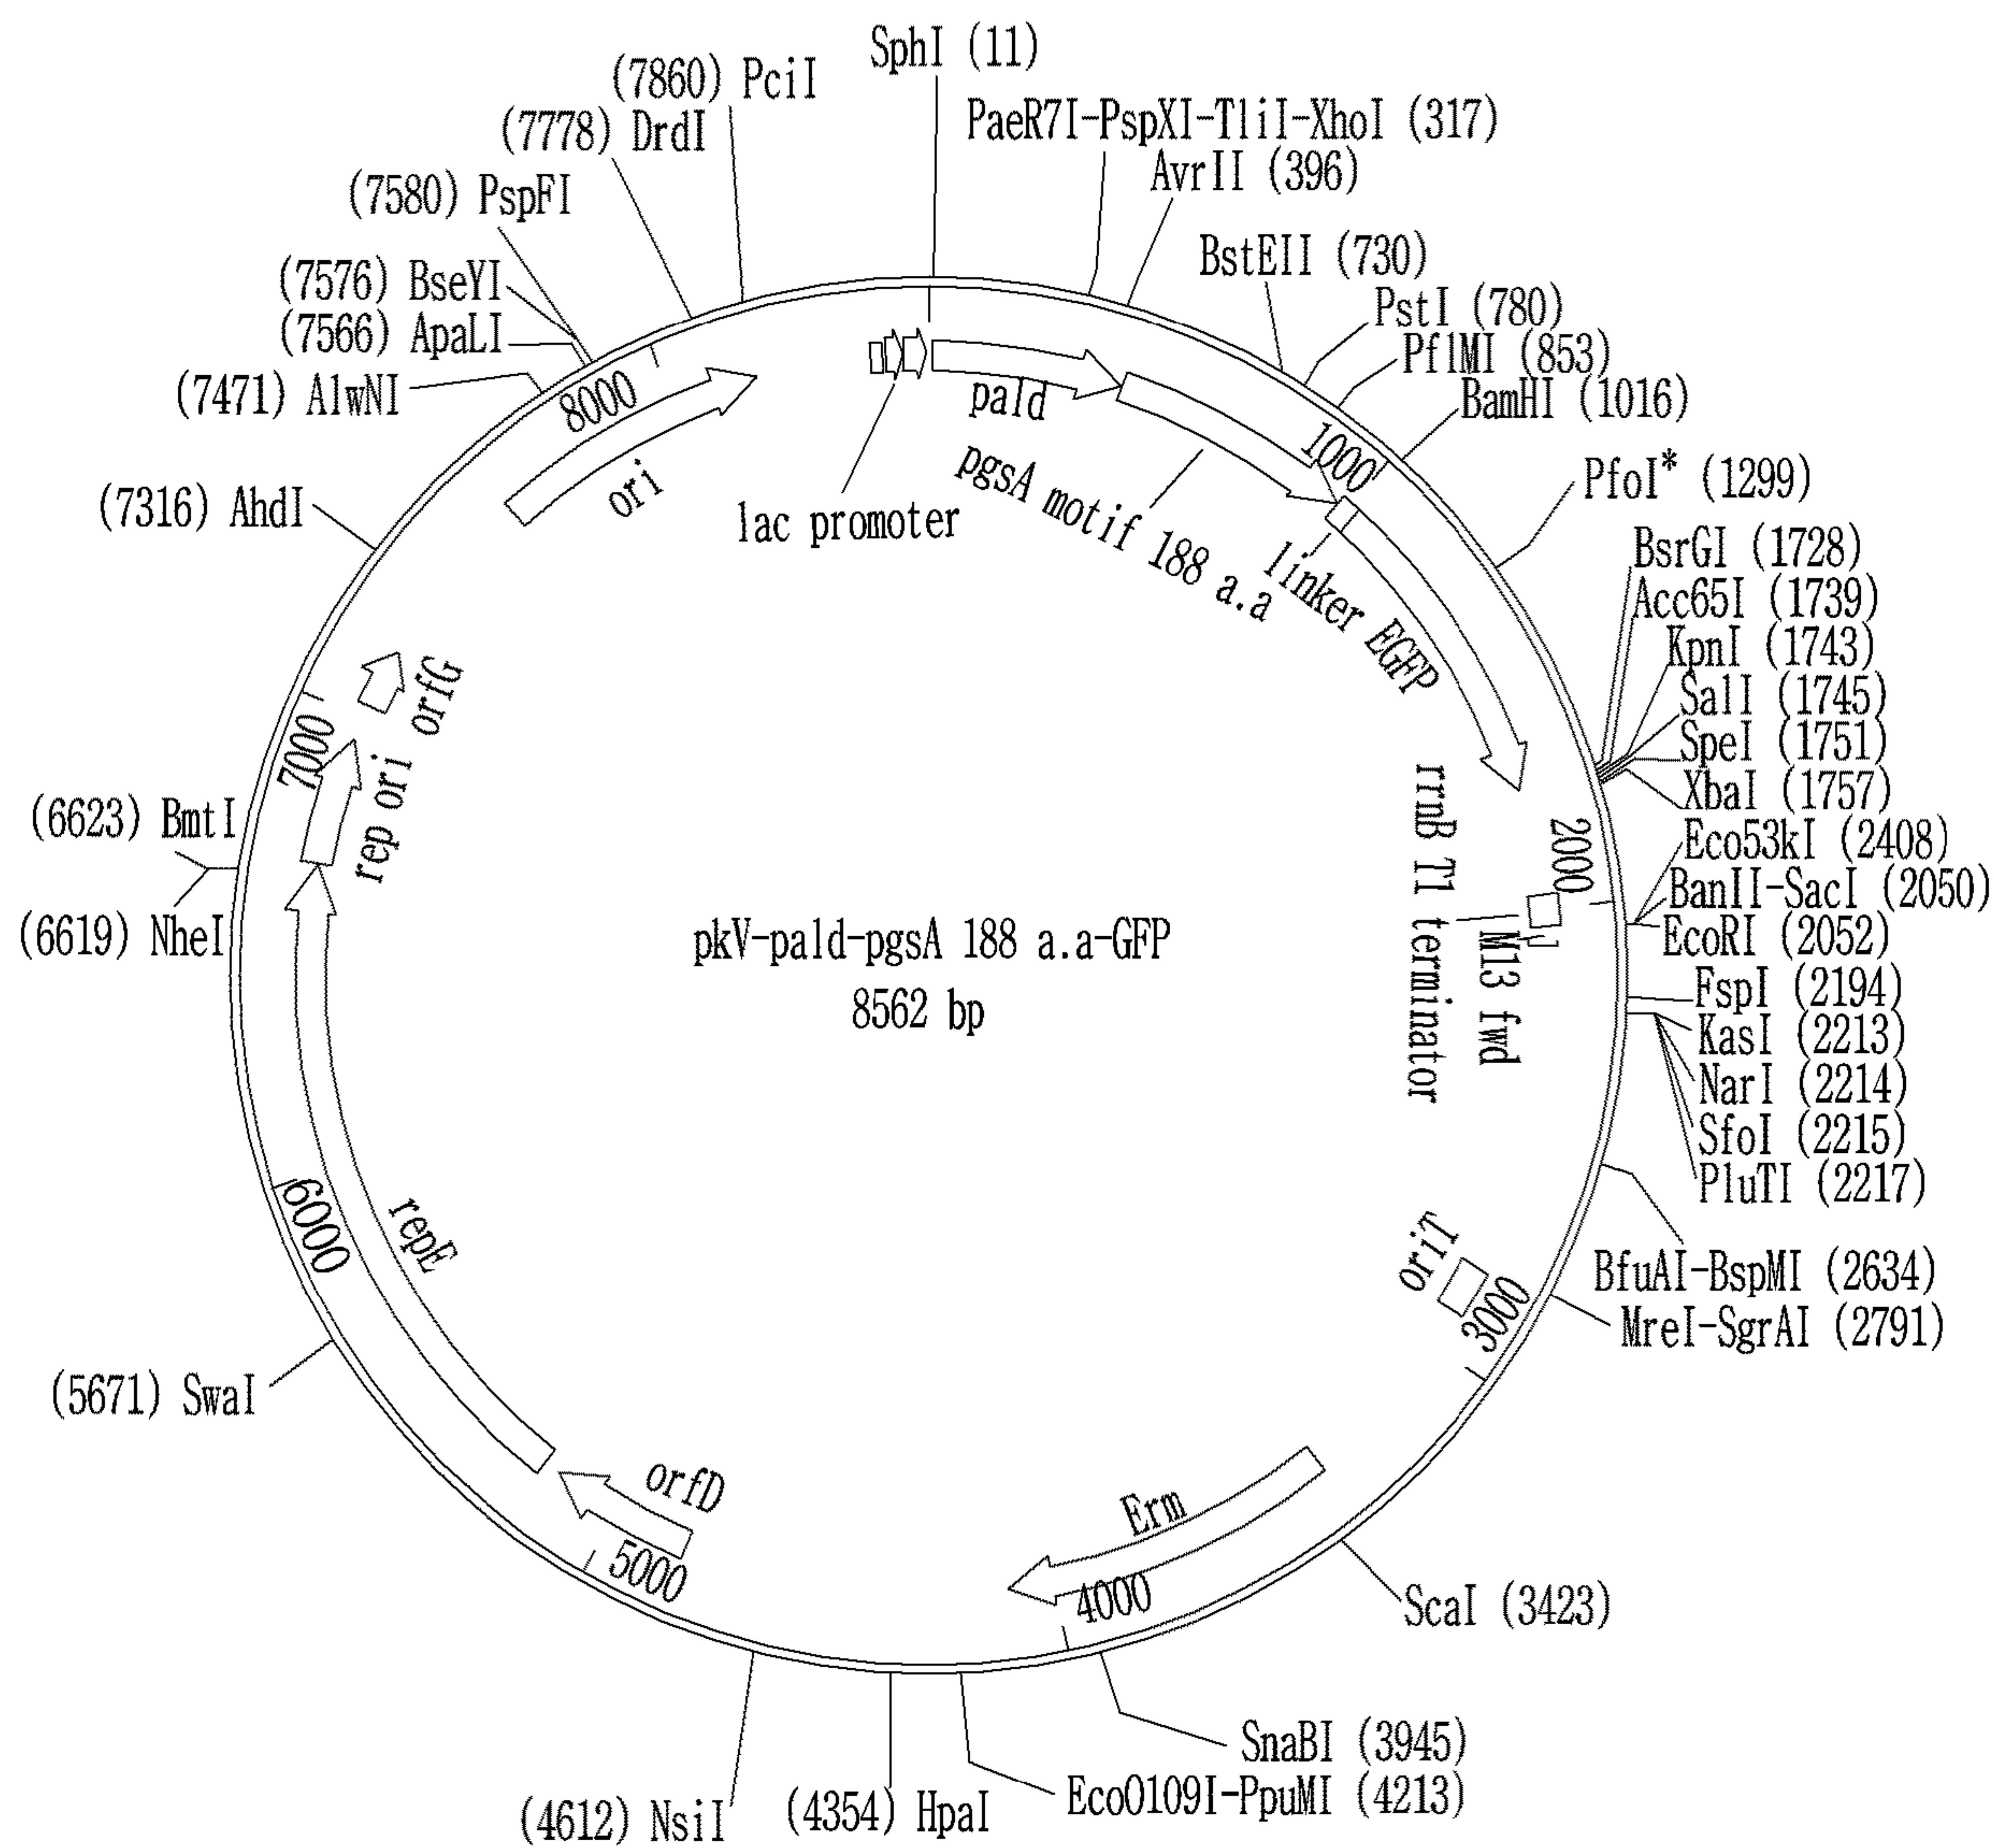 SphI (11)
PaeR7I-PspXI-TliI-XhoI (317)
AvrII (396)
BstEII (730)
PstI (780)
PflMI (853)
BamHI (1016)
PfoI* (1299)
BsrGI (1728)
Acc65I (1739)
KpnI (1743)
SalI (1745)
SpeI (1751)
XbaI (1757)
Eco53kI (2408)
BanII-SacI (2050)
EcoRI (2052)
FspI (2194)
KasI (2213)
NarI (2214)
SfoI (2215)
PluTI (2217)
BfuAI-BspMI (2634)
MreI-SgrAI (2791)
ScaI (3423)
SnaBI (3945)
EcoO109I-PpuMI (4213)
(4354) HpaI
(4612) NsiI
(5671) SwaI
(6619) NheI
(6623) BmtI
(7316) AhdI
(7471) AlwNI
(7566) ApaLI
(7576) BseYI
(7580) PspFI
(7778) DrdI
(7860) PciI
lac promoter
pald
pgsA motif 188 a.a
linker
EGFP
rrnB T1 terminator
M13 fwd
oriT
Erm
orfD
repE
rep ori
orfG
ori
1000
2000
3000
4000
5000
6000
7000
8000
pkV-pald-pgsA 188 a.a-GFP
8562 bp